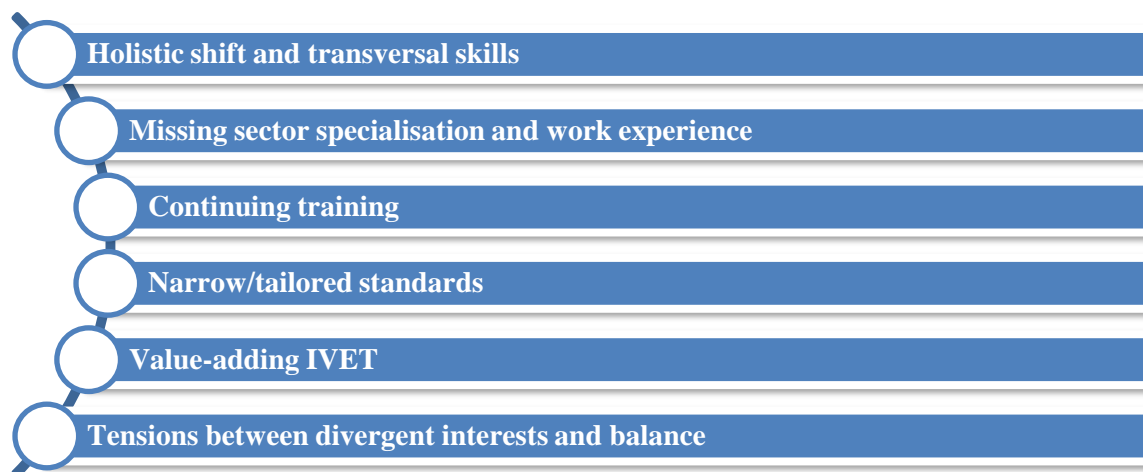 Holistic shift and transversal skills
Missing sector specialisation and work experience
Continuing training
Narrow/tailored standards
Value-adding IVET
Tensions between divergent interests and balance